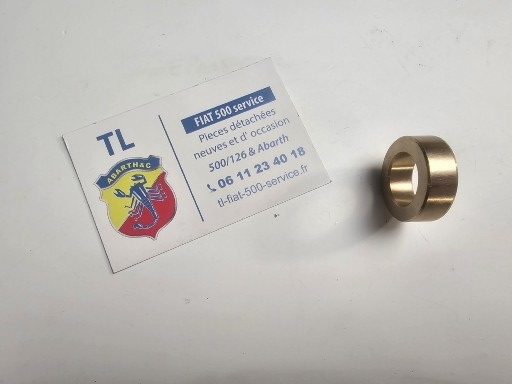 TL
ABARTH&C
FIAT 500 service
Pieces détachées
neuves et d' occasion
500/126 & Abarth
06 11 23 40 18
tl-fiat-500-service.fr